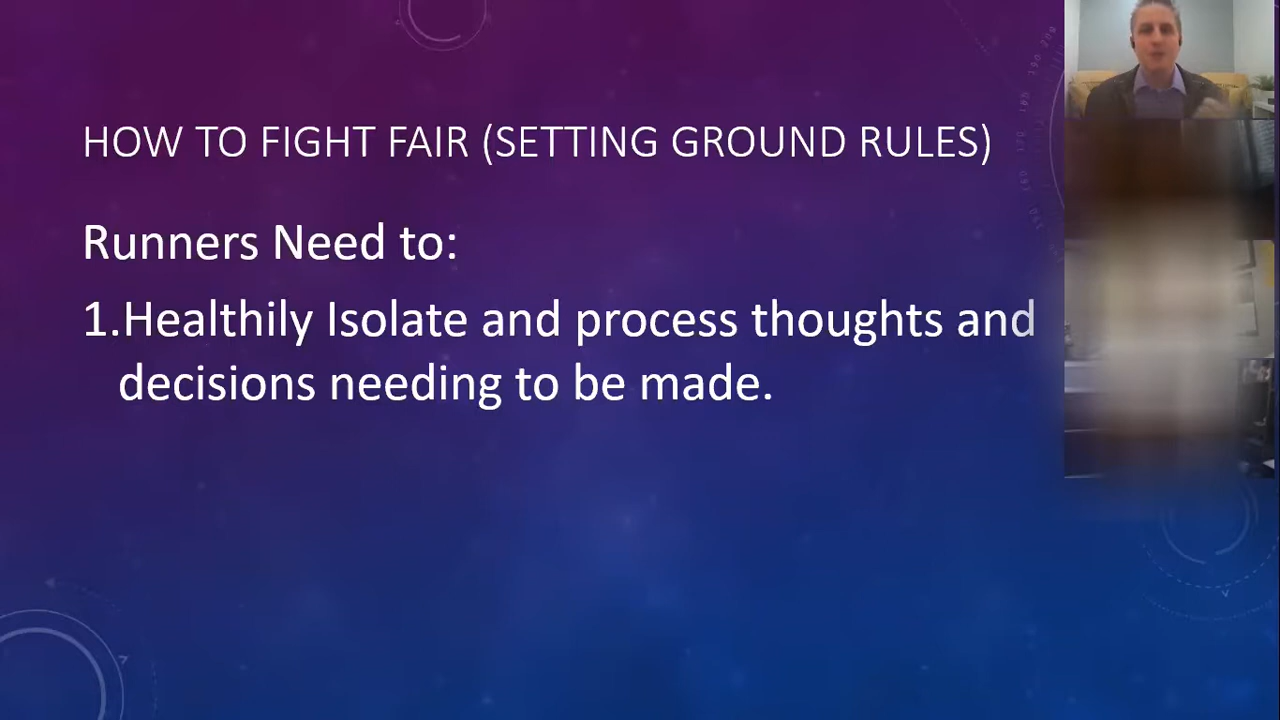 HOW TO FIGHT FAIR (SETTING GROUND RULES)
Runners Need to:
1.Healthily Isolate and process thoughts and
decisions needing to be made.